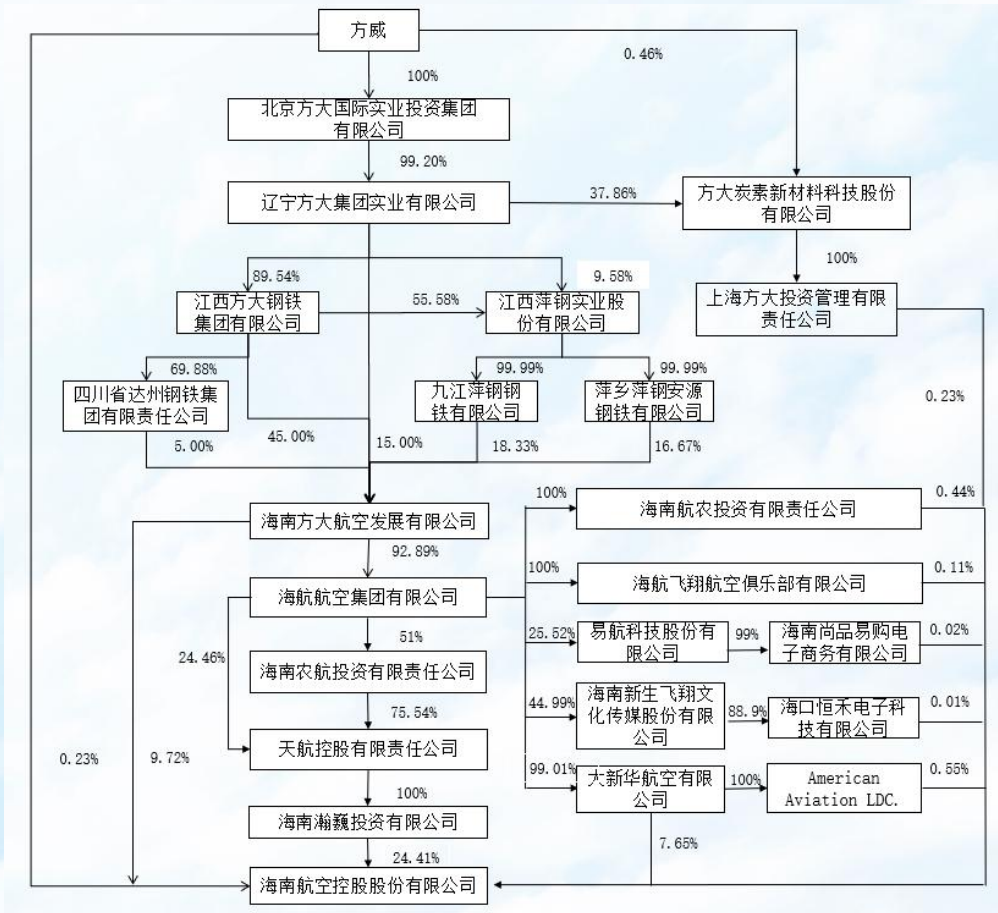 方威
0.46%
100%
北京方大国际实业投资集团
有限公司
99.20%
辽宁方大集团实业有限公司
37.86%
方大炭素新材料科技股份
有限公司
100%
89.54%
9.58%
江西方大钢铁
集团有限公司
55.58%
江西萍钢实业股
份有限公司
上海方大投资管理有限
责任公司
69.88%
99.99%
99.99%
四川省达州钢铁集
团有限责任公司
九江萍钢钢
铁有限公司
萍乡萍钢安源
钢铁有限公司
0.23%
5.00%
45.00%
15.00%
18.33%
16.67%
海南方大航空发展有限公司
100%
海南航农投资有限责任公司
0.44%
92.89%
海航航空集团有限公司
100%
海航飞翔航空俱乐部有限公司
0.11%
51%
25.52%
易航科技股份有
限公司
99%
海南尚品易购电
子商务有限公司
0.02%
24.46%
海南农航投资有限责任公司
75.54%
44.99%
海南新生飞翔文
化传媒股份有限
公司
88.9%
海口恒禾电子科
技有限公司
0.01%
天航控股有限责任公司
0.23%
9.72%
99.01%
大新华航空有限
公司
100%
American
Aviation LDC.
0.55%
100%
海南瀚巍投资有限公司
7.65%
24.41%
海南航空控股股份有限公司